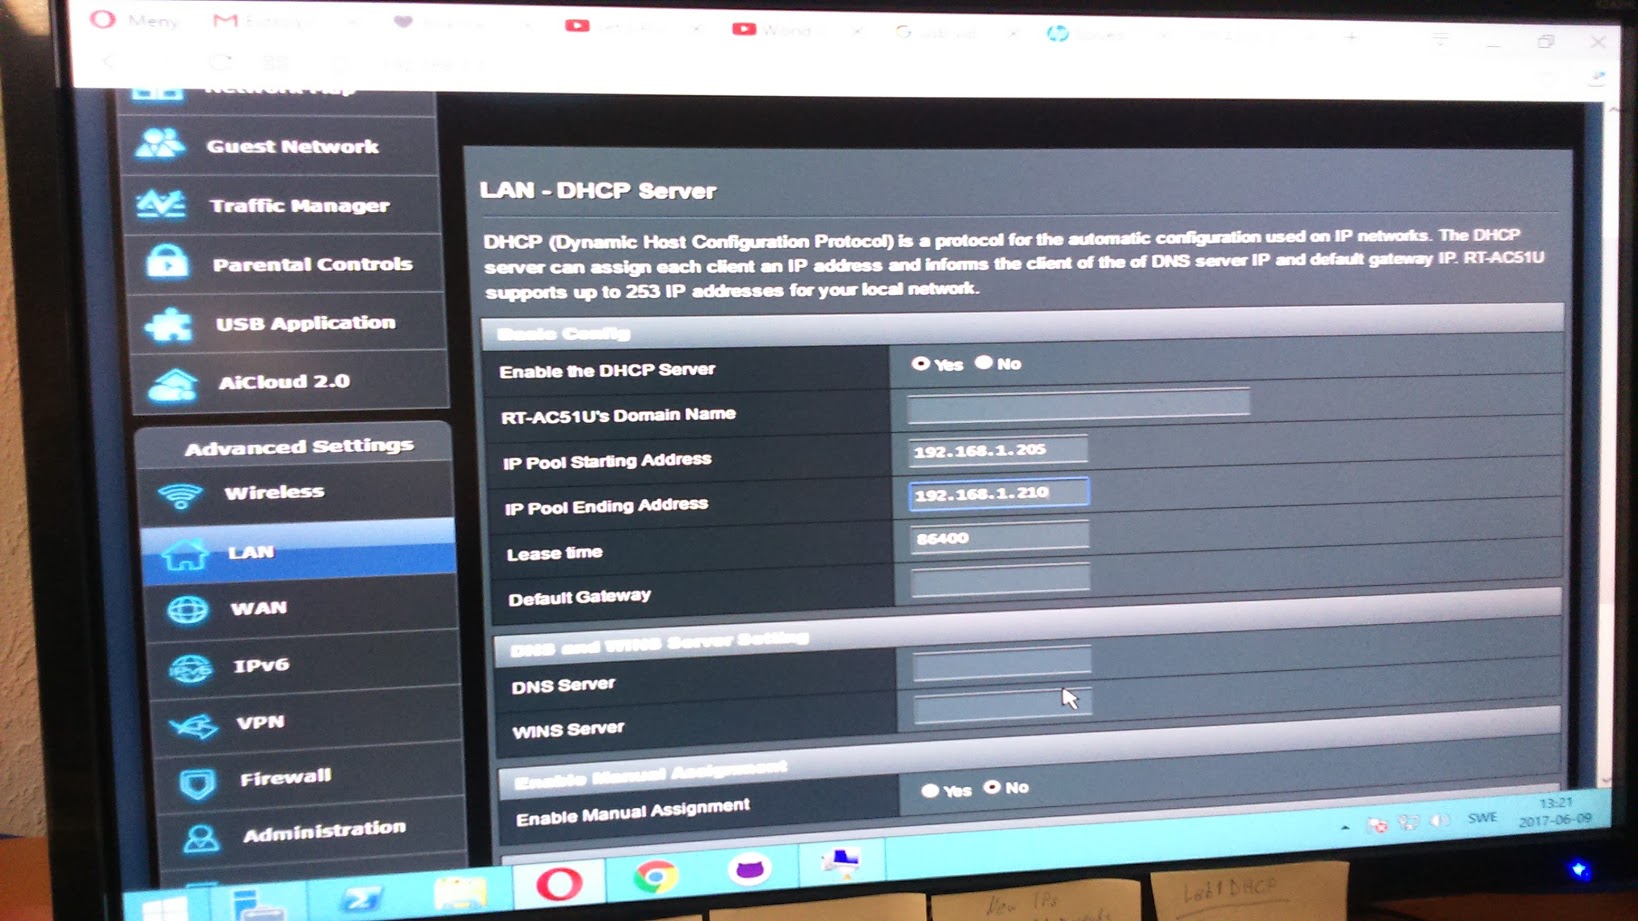 Meny
Network Map
Guest Network
Traffic Manager
Parental Controls
USB Application
AiCloud 2.0
Advanced Settings
Wireless
LAN
WAN
IPv6
VPN
Firewall
Administration
LAN - DHCP Server
DHCP (Dynamic Host Configuration Protocol) is a protocol for the automatic configuration used on IP networks. The DHCP
server can assign each client an IP address and informs the client of the of DNS server IP and default gateway IP. RT-AC51U
supports up to 253 IP addresses for your local network.
Basic Config
Enable the DHCP Server Yes No
RT-AC51U's Domain Name
IP Pool Starting Address 192.168.1.205
IP Pool Ending Address 192.168.1.210
Lease time 86400
Default Gateway
DNS and WINS Server Setting
DNS Server
WINS Server
Enable Manual Assignment
Enable Manual Assignment Yes No
SWE
13:21
2017-06-09
New IPs
Lab1 DHCP